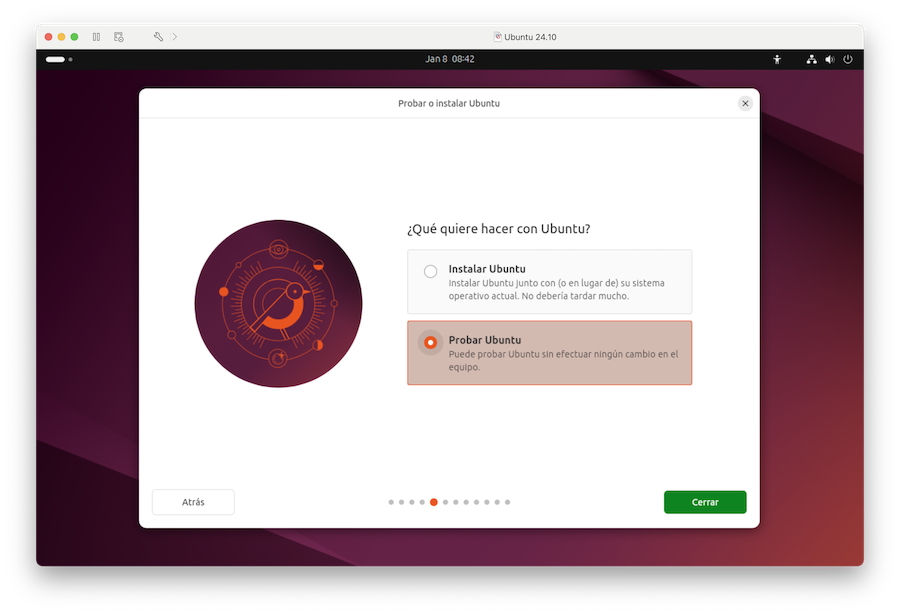 Ubuntu 24.10
Jan 8 08:42
Probar o instalar Ubuntu
¿Qué quiere hacer con Ubuntu?
Instalar Ubuntu
Instalar Ubuntu junto con (o en lugar de) su sistema
operativo actual. No debería tardar mucho.
Probar Ubuntu
Puede probar Ubuntu sin efectuar ningún cambio en el
equipo.
Atrás
Cerrar